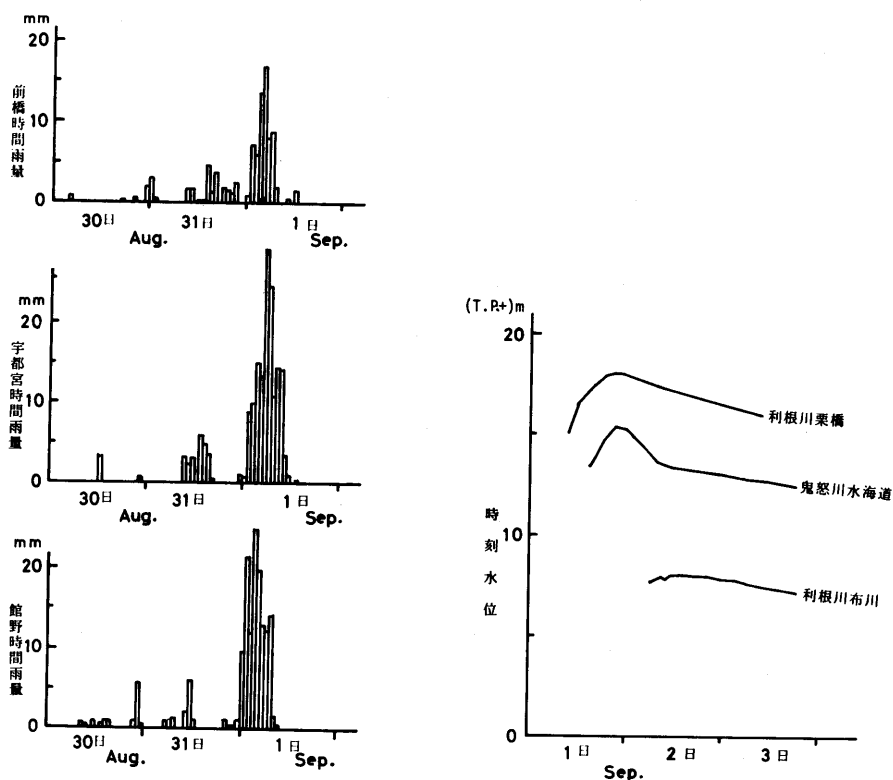 mm
20
10
0
前橋時間雨量
30日
31日
1日
Aug.
Sep.
mm
20
10
0
宇都宮時間雨量
30日
31日
1日
Aug.
Sep.
mm
20
10
0
館野時間雨量
30日
31日
1日
Aug.
Sep.
(T.P.+)m
20
10
0
時刻水位
利根川栗橋
鬼怒川水海道
利根川布川
1日
2日
3日
Sep.